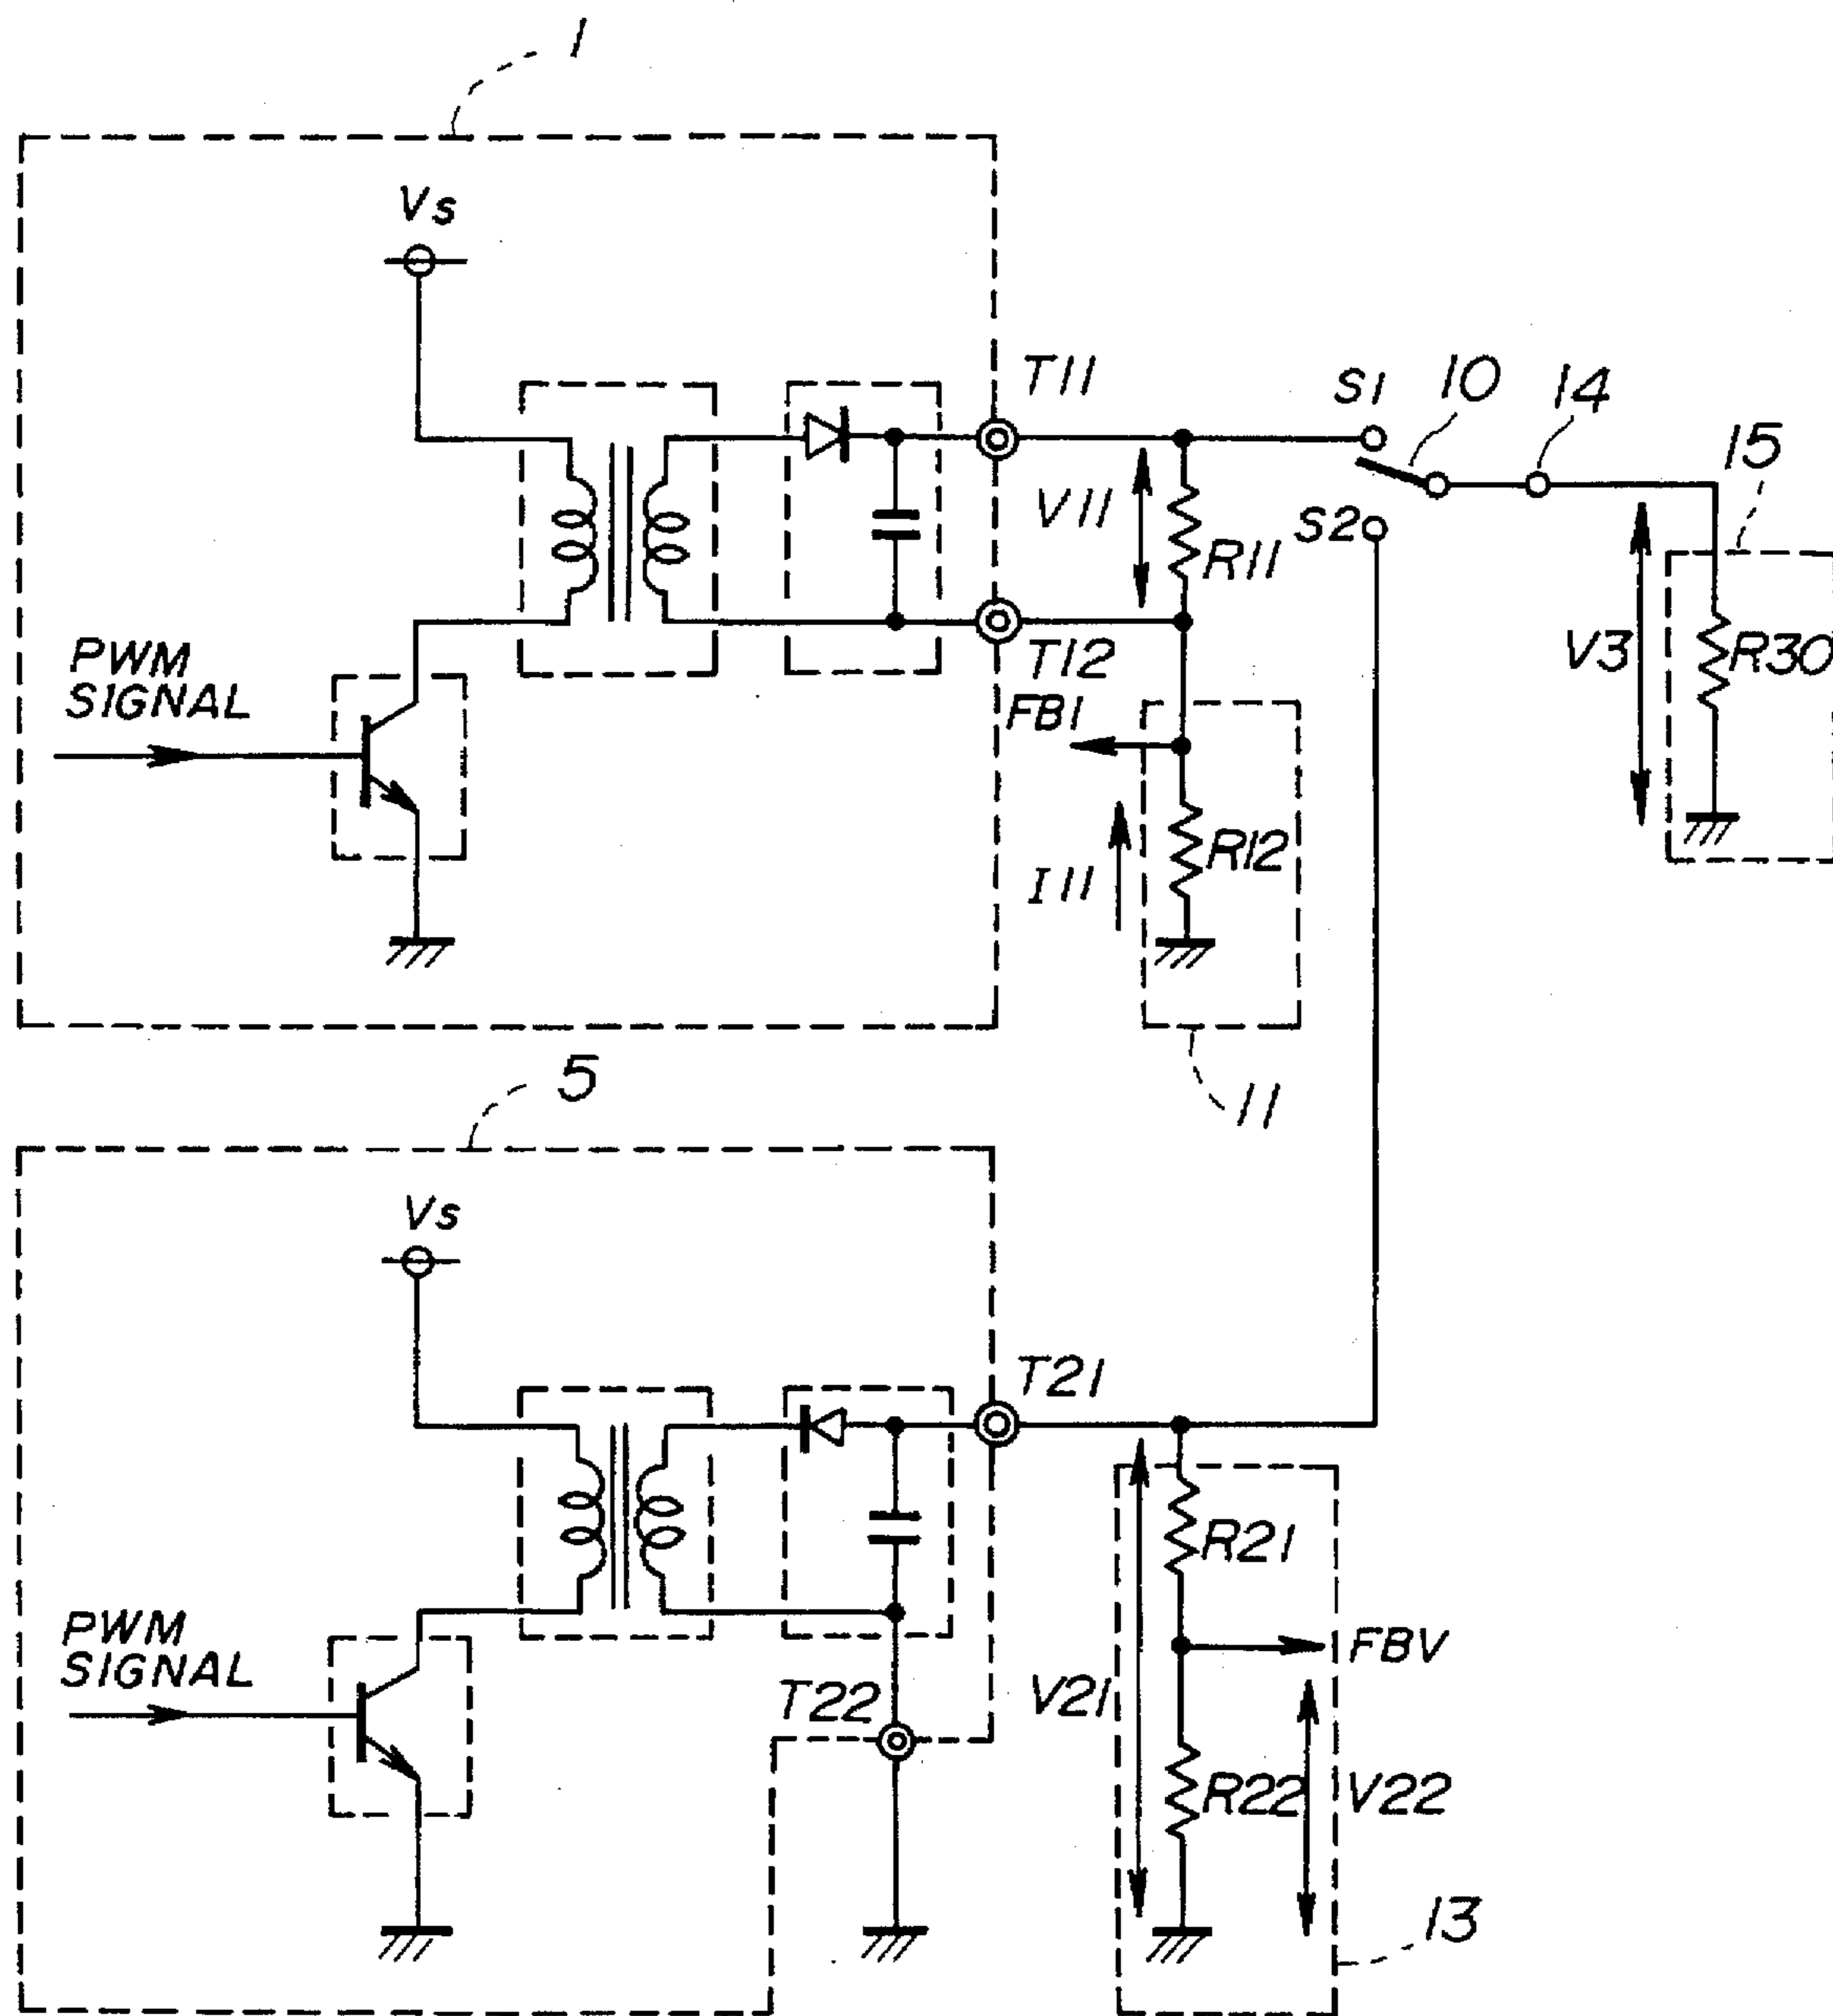 1
Vs
T11
S1
10
14
15
V11
R11
S2
PWM
SIGNAL
T12
FBI
V3
R30
I11
R12
11
5
Vs
T21
R21
PWM
SIGNAL
FBV
T22
V21
R22
V22
13